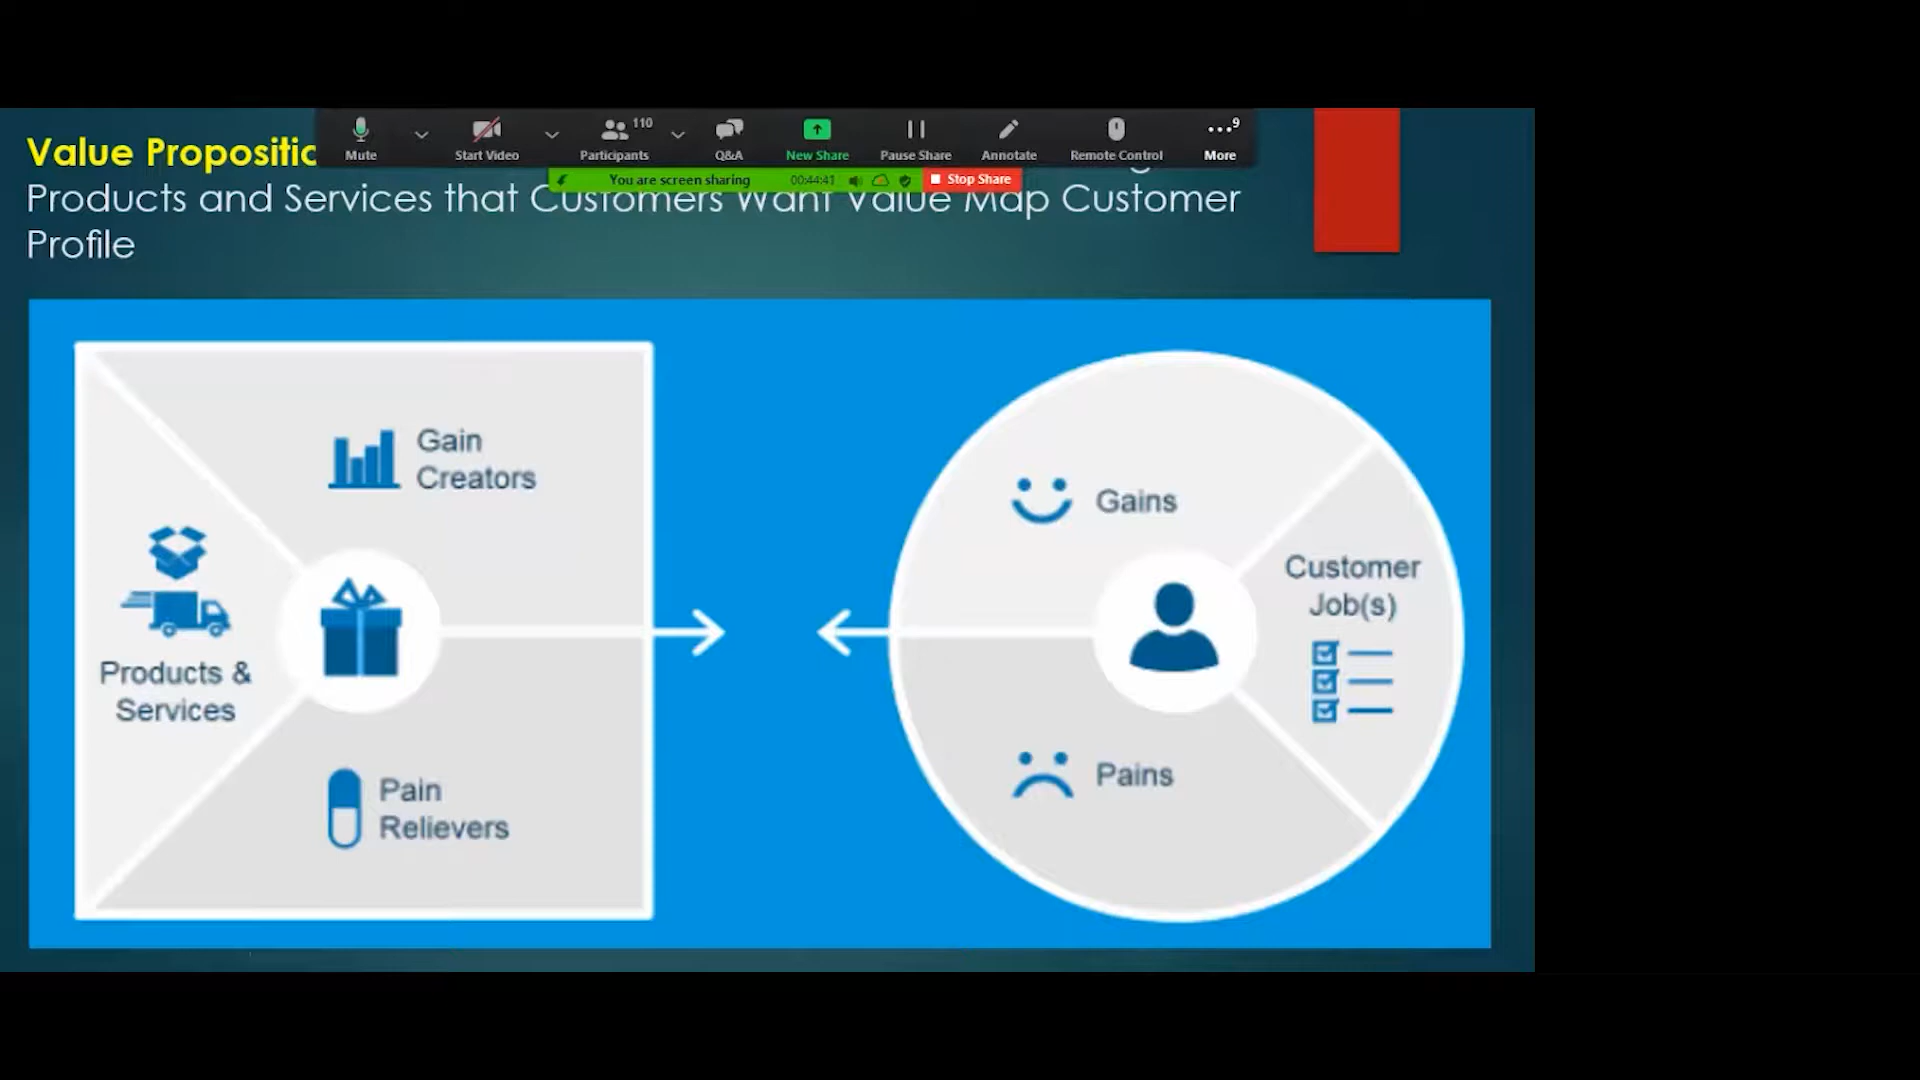 110
9
Mute
Start Video
Participants
Q&A
New Share
Pause Share
Annotate
Remote Control
More
You are screen sharing
00:44:41
Stop Share
Value
Products and Services that Customers Want Value Map Customer
Profile
Gain
Creators
Products &
Services
Pain
Relievers
Gains
Customer
Job(s)
Pains